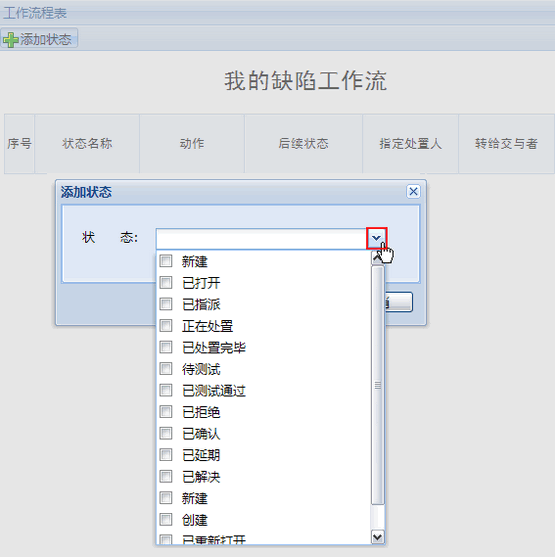 工作流程表
添加状态
我的缺陷工作流
序号 状态名称 动作 后续状态 指定处置人 转给交与者
添加状态
状 态:
新建
已打开
已指派
正在处置
已处置完毕
待测试
已测试通过
已拒绝
已确认
已延期
已解决
新建
创建
已重新打开